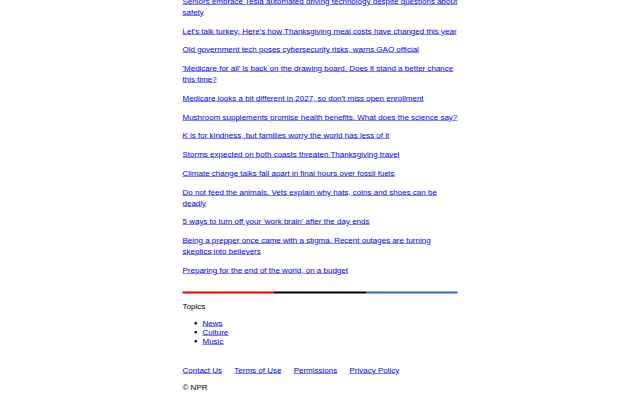 Seniors embrace Tesla automated driving technology despite questions about
safety
Let's talk turkey: Here's how Thanksgiving meal costs have changed this year
Old government tech poses cybersecurity risks, warns GAO official
'Medicare for all' is back on the drawing board. Does it stand a better chance
this time?
Medicare looks a bit different in 2027, so don't miss open enrollment
Mushroom supplements promise health benefits. What does the science say?
K is for kindness, but families worry the world has less of it
Storms expected on both coasts threaten Thanksgiving travel
Climate change talks fall apart in final hours over fossil fuels
Do not feed the animals. Vets explain why hats, coins and shoes can be
deadly
5 ways to turn off your 'work brain' after the day ends
Being a prepper once came with a stigma. Recent outages are turning
skeptics into believers
Preparing for the end of the world, on a budget
Topics
News
Culture
Music
Contact Us Terms of Use Permissions Privacy Policy
© NPR